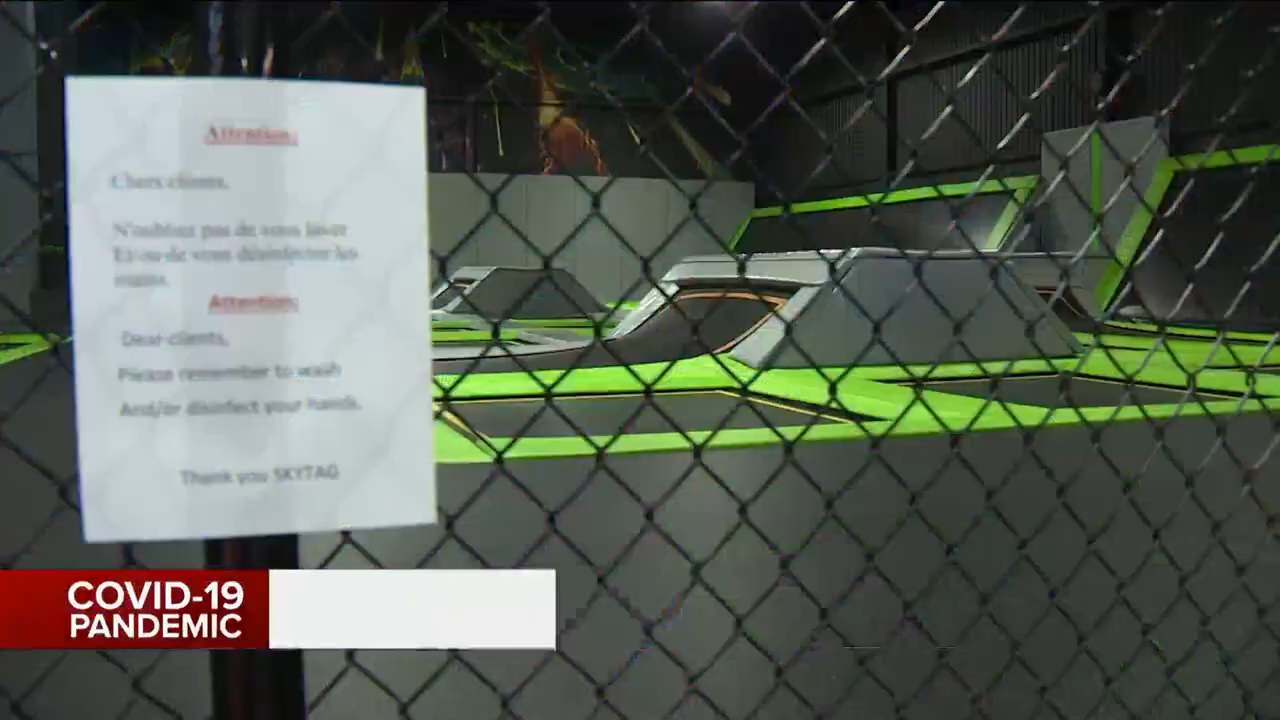 Attention:
Chers clients,
N'oubliez pas de vous laver
Et/ou de vous désinfecter les
mains.
Attention:
Dear clients,
Please remember to wash
And/or disinfect your hands.
Thank you SKYTAG
COVID-19
PANDEMIC